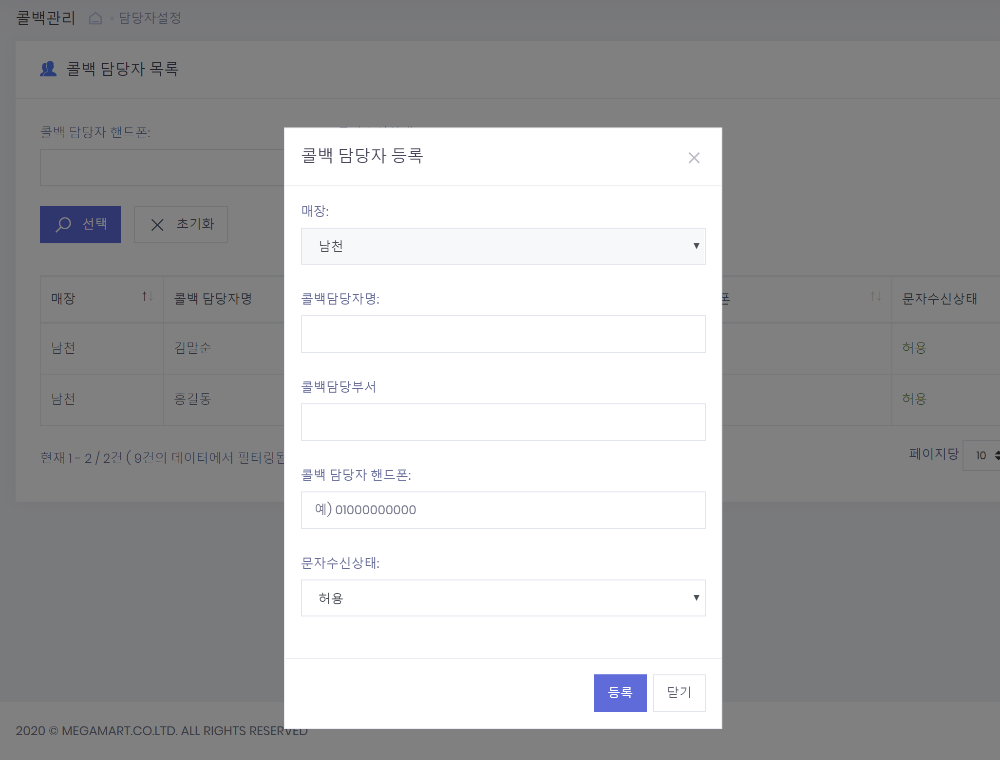 콜백관리 담당자설정
콜백 담당자 목록
콜백 담당자 핸드폰:
선택 초기화
매장 콜백 담당자명 폰 문자수신상태
남천 김말순 허용
남천 홍길동 허용
현재 1 - 2 / 2건 ( 9건의 데이터에서 필터링됨
페이지당 10
콜백 담당자 등록
매장:
남천
콜백담당자명:
콜백담당부서
콜백 담당자 핸드폰:
예) 01000000000
문자수신상태:
허용
등록 닫기
2020 © MEGAMART.CO.LTD. ALL RIGHTS RESERVED